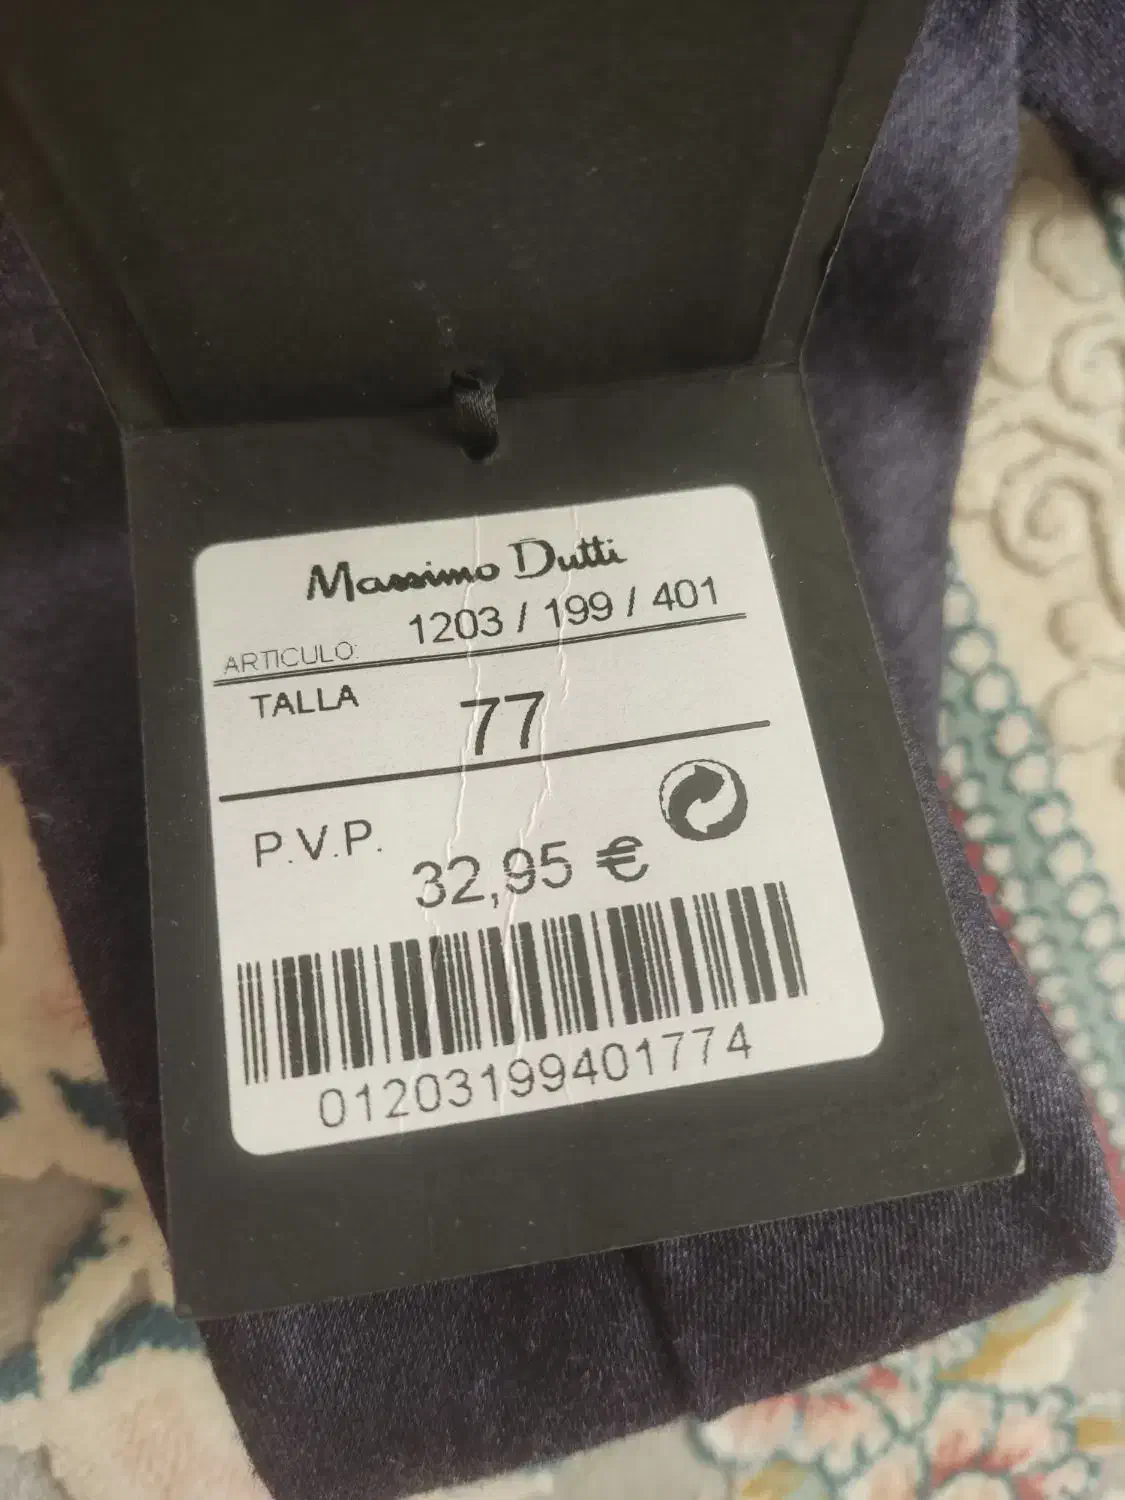 Massimo Dutti
ARTICULO: 1203 / 199 / 401
TALLA 77
P.V.P.
32,95 €
01203199401774